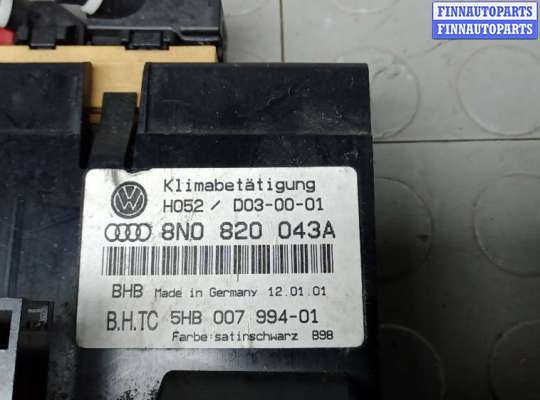 FINNAUTOPARTS
FINNAUTOPARTS
Klimabetätigung
H052 / D03-00-01
8N0 820 043A
BHB Made in Germany 12.01.01
B.H.TC 5HB 007 994-01
Farbe: satinschwarz B98